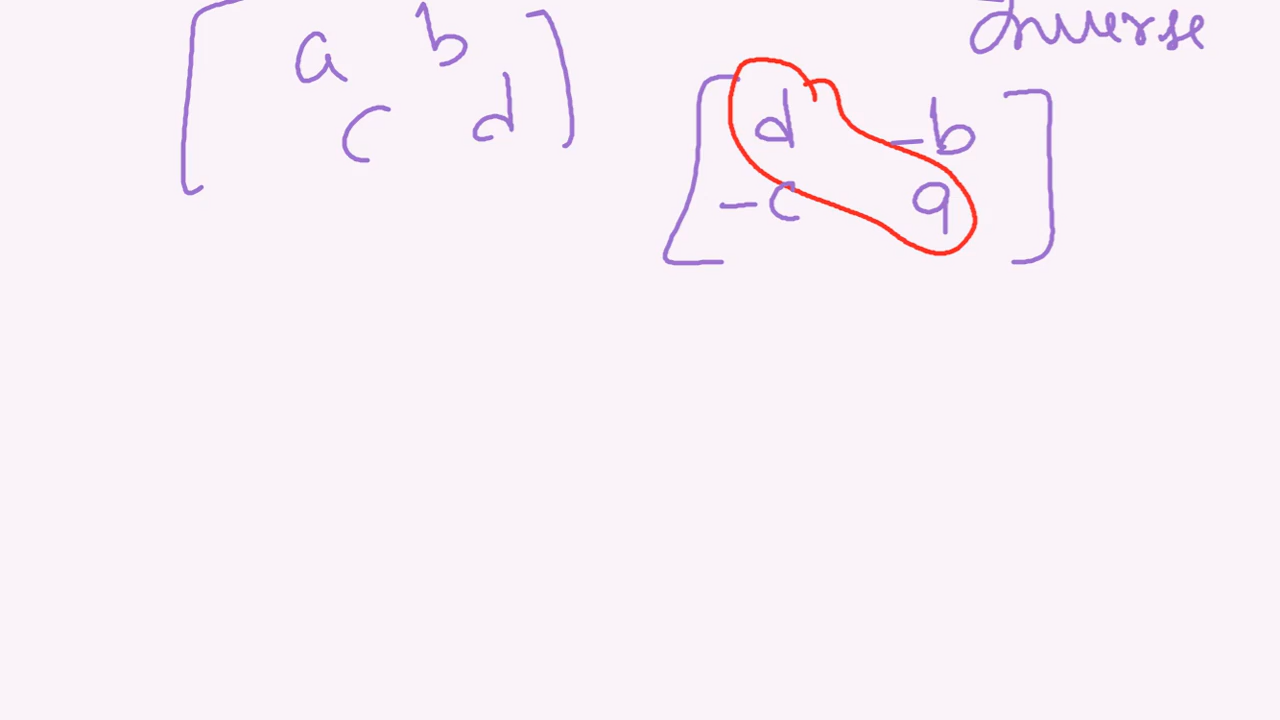 Inverse
[ a b
c d ]
[ d -b
-c a ]